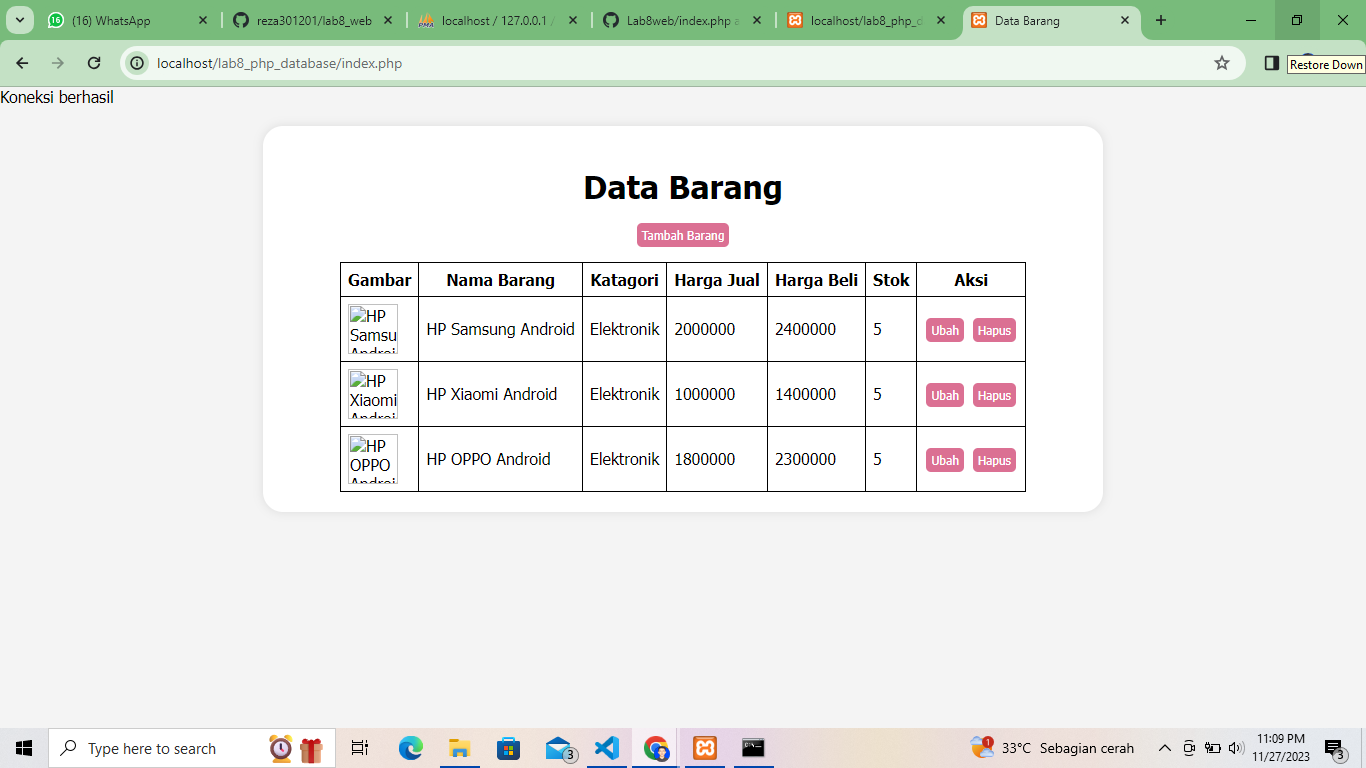 (16) WhatsApp
reza301201/lab8_web
localhost / 127.0.0.1 /
Lab8web/index.php a
localhost/lab8_php_d
Data Barang
localhost/lab8_php_database/index.php
Restore Down
Koneksi berhasil
Data Barang
Tambah Barang
Gambar Nama Barang Katagori Harga Jual Harga Beli Stok Aksi
HP
Samsu
Androi
HP Samsung Android Elektronik 2000000 2400000 5 Ubah Hapus
HP
Xiaomi
Androi
HP Xiaomi Android Elektronik 1000000 1400000 5 Ubah Hapus
HP
OPPO
Androi
HP OPPO Android Elektronik 1800000 2300000 5 Ubah Hapus
Type here to search
3
1
33°C Sebagian cerah
11:09 PM
11/27/2023
3